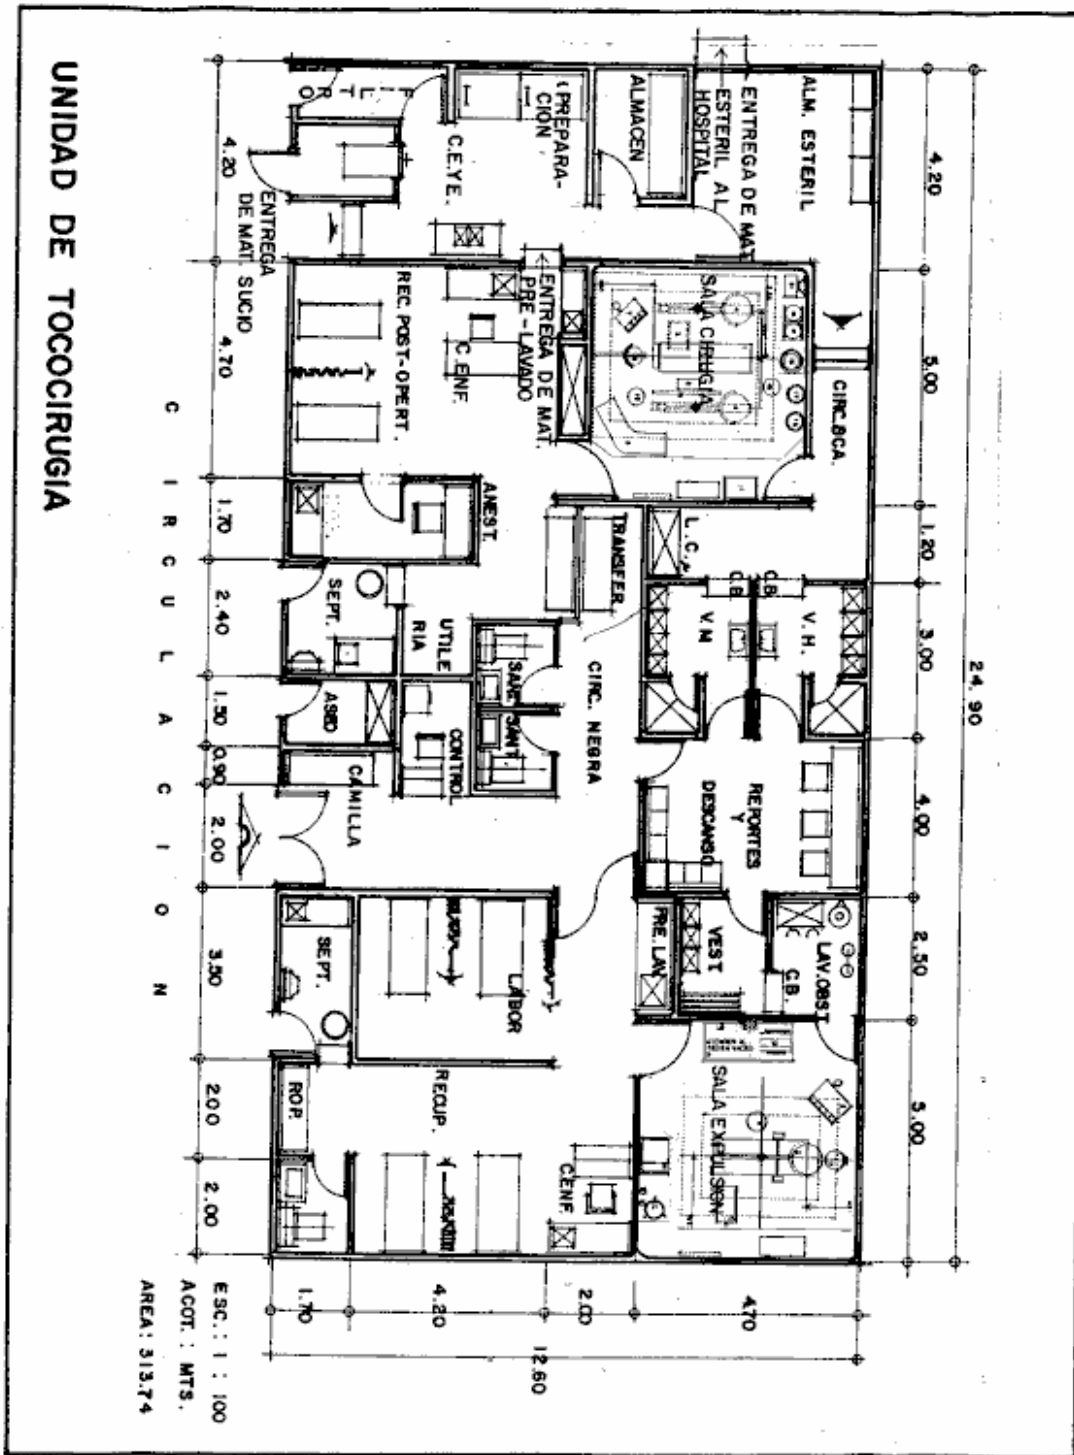 24.90
4.20
5.00
1.20
3.00
4.00
2.50
5.00
ALM. ESTERIL
CIRC.BCA.
ENTREGA DE MAT.
ESTERIL AL
HOSPITAL
ALMACEN
SALA CIRUGIA
L.C.
C.B.
C.B.
V.H.
V.M
REPORTES
Y
DESCANSO
LAV.OBST
C.B.
VEST
PRE.LAV
SALA EXPULSION
(PREPARA-
CION
ENTREGA DE MAT.
PRE-LAVADO
TRANSFER
CIRC. NEGRA
C.E.YE.
C.ENF.
REC. POST-OPERT.
ANEST.
UTILE
RIA
SANT.
SANT.
CONTROL
LABOR
RECUP.
C.ENF.
FILTRO
SEPT.
ASEO
CAMILLA
SEPT.
ROP.
ENTREGA
DE MAT. SUCIO
4.20
4.70
1.70
2.40
1.50
0.90
2.00
3.50
2.00
2.00
4.70
2.00
4.20
1.70
12.60
CIRCULACION
UNIDAD DE TOCOCIRUGIA
ESC.: 1 : 100
ACOT. : MTS.
AREA: 313.74